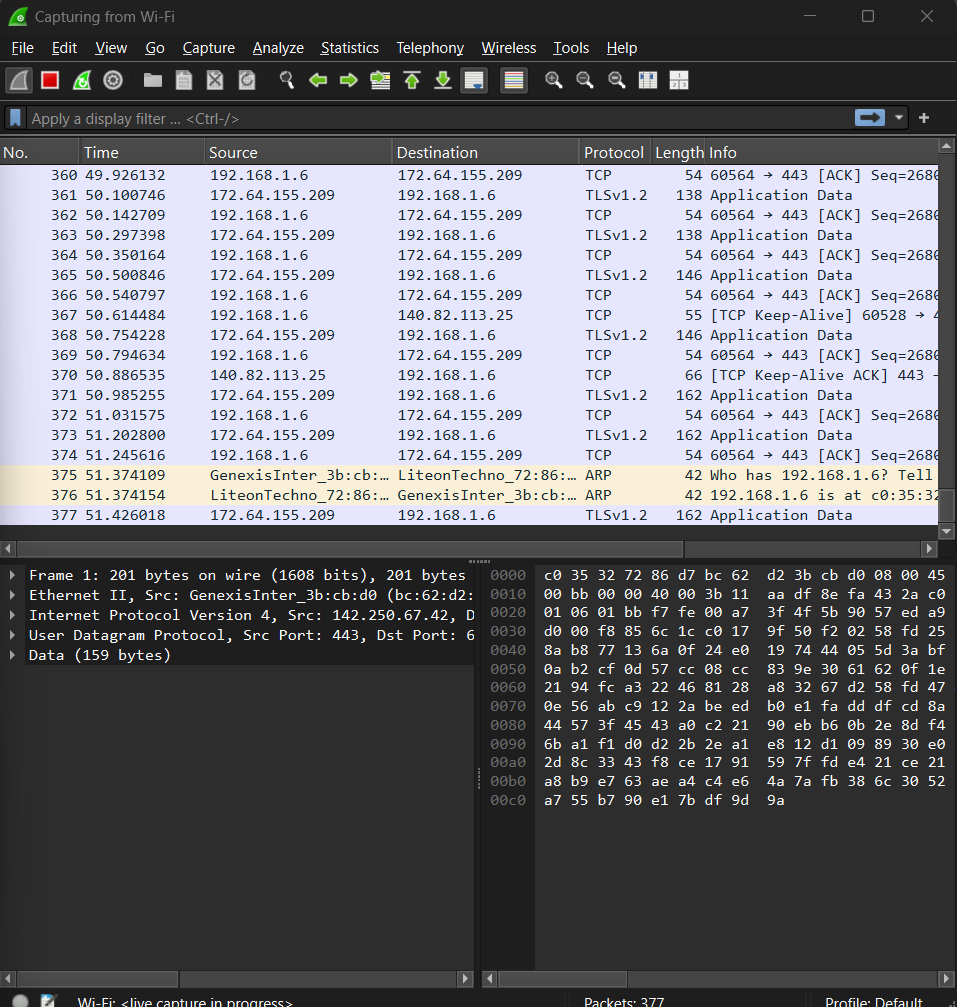 Capturing from Wi-Fi
File Edit View Go Capture Analyze Statistics Telephony Wireless Tools Help
Apply a display filter ... <Ctrl-/>
No. Time Source Destination Protocol Length Info
360 49.926132 192.168.1.6 172.64.155.209 TCP 54 60564 → 443 [ACK] Seq=2680
361 50.100746 172.64.155.209 192.168.1.6 TLSv1.2 138 Application Data
362 50.142709 192.168.1.6 172.64.155.209 TCP 54 60564 → 443 [ACK] Seq=2680
363 50.297398 172.64.155.209 192.168.1.6 TLSv1.2 138 Application Data
364 50.350164 192.168.1.6 172.64.155.209 TCP 54 60564 → 443 [ACK] Seq=2680
365 50.500846 172.64.155.209 192.168.1.6 TLSv1.2 146 Application Data
366 50.540797 192.168.1.6 172.64.155.209 TCP 54 60564 → 443 [ACK] Seq=2680
367 50.614484 192.168.1.6 140.82.113.25 TCP 55 [TCP Keep-Alive] 60528 → 4
368 50.754228 172.64.155.209 192.168.1.6 TLSv1.2 146 Application Data
369 50.794634 192.168.1.6 172.64.155.209 TCP 54 60564 → 443 [ACK] Seq=2680
370 50.886535 140.82.113.25 192.168.1.6 TCP 66 [TCP Keep-Alive ACK] 443 →
371 50.985255 172.64.155.209 192.168.1.6 TLSv1.2 162 Application Data
372 51.031575 192.168.1.6 172.64.155.209 TCP 54 60564 → 443 [ACK] Seq=2680
373 51.202800 172.64.155.209 192.168.1.6 TLSv1.2 162 Application Data
374 51.245616 192.168.1.6 172.64.155.209 TCP 54 60564 → 443 [ACK] Seq=2680
375 51.374109 GenexisInter_3b:cb:… LiteonTechno_72:86:… ARP 42 Who has 192.168.1.6? Tell
376 51.374154 LiteonTechno_72:86:… GenexisInter_3b:cb:… ARP 42 192.168.1.6 is at c0:35:32
377 51.426018 172.64.155.209 192.168.1.6 TLSv1.2 162 Application Data
Frame 1: 201 bytes on wire (1608 bits), 201 bytes
Ethernet II, Src: GenexisInter_3b:cb:d0 (bc:62:d2:
Internet Protocol Version 4, Src: 142.250.67.42, D
User Datagram Protocol, Src Port: 443, Dst Port: 6
Data (159 bytes)
0000 c0 35 32 72 86 d7 bc 62 d2 3b cb d0 08 00 45
0010 00 bb 00 00 40 00 3b 11 aa df 8e fa 43 2a c0
0020 01 06 01 bb f7 fe 00 a7 3f 4f 5b 90 57 ed a9
0030 d0 00 f8 85 6c 1c c0 17 9f 50 f2 02 58 fd 25
0040 8a b8 77 13 6a 0f 24 e0 19 74 44 05 5d 3a bf
0050 0a b2 cf 0d 57 cc 08 cc 83 9e 30 61 62 0f 1e
0060 21 94 fc a3 22 46 81 28 a8 32 67 d2 58 fd 47
0070 0e 56 ab c9 12 2a be ed b0 e1 fa dd df cd 8a
0080 44 57 3f 45 43 a0 c2 21 90 eb b6 0b 2e 8d f4
0090 6b a1 f1 d0 d2 2b 2e a1 e8 12 d1 09 89 30 e0
00a0 2d 8c 33 43 f8 ce 17 91 59 7f fd e4 21 ce 21
00b0 a8 b9 e7 63 ae a4 c4 e6 4a 7a fb 38 6c 30 52
00c0 a7 55 b7 90 e1 7b df 9d 9a
Wi-Fi: <live capture in progress> Packets: 377 Profile: Default